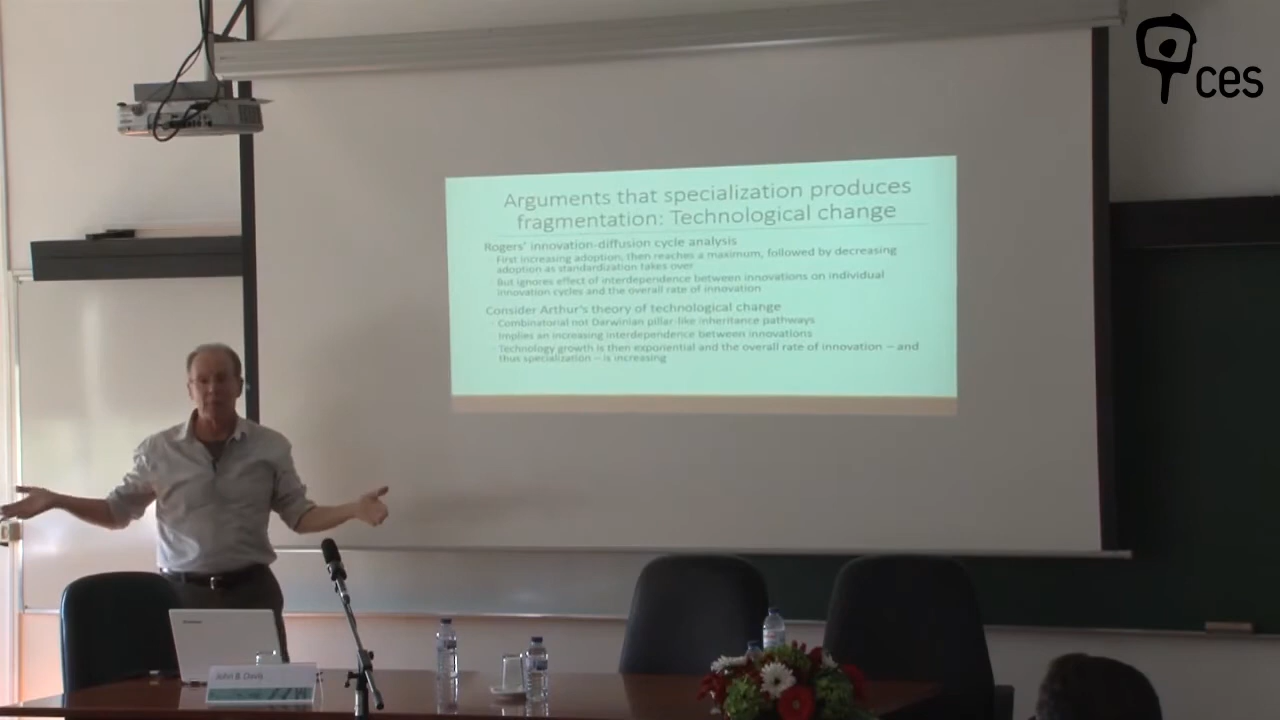 ces
Arguments that specialization produces
fragmentation: Technological change
Rogers' innovation-diffusion cycle analysis
First increasing adoption, then reaches a maximum, followed by decreasing
adoption as standardization takes over
But ignores effect of interdependence between innovations on individual
innovation cycles and the overall rate of innovation
Consider Arthur's theory of technological change
Combinatorial not Darwinian pillar-like inheritance pathways
Implies an increasing interdependence between innovations
Technology growth is then exponential and the overall rate of innovation – and
thus specialization – is increasing
John B. Davis